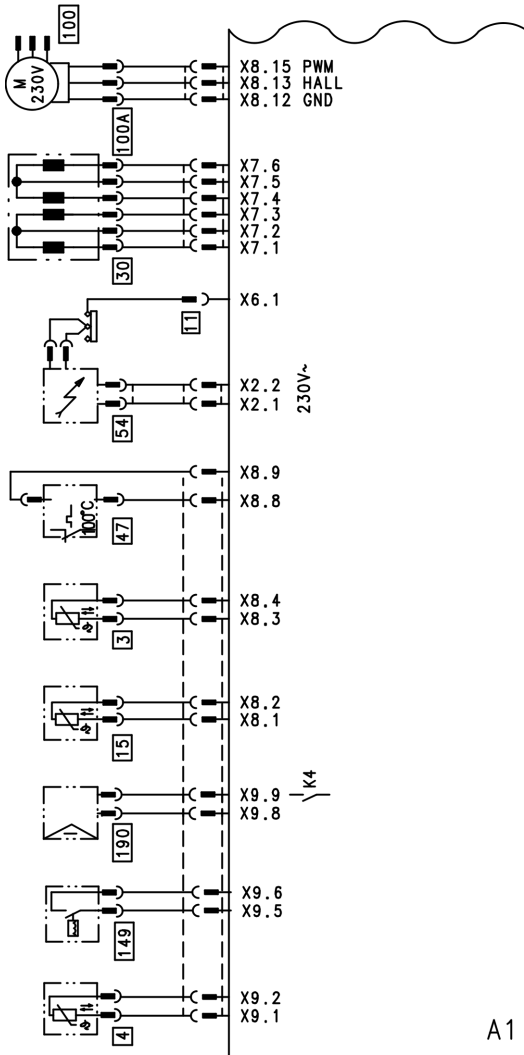 100
M
230V
100A
X8.15 PWM
X8.13 HALL
X8.12 GND
30
X7.6
X7.5
X7.4
X7.3
X7.2
X7.1
11
X6.1
54
X2.2
X2.1
230V~
47
100°C
X8.9
X8.8
3
X8.4
X8.3
15
X8.2
X8.1
190
X9.9
X9.8
K4
149
X9.6
X9.5
4
X9.2
X9.1
A1